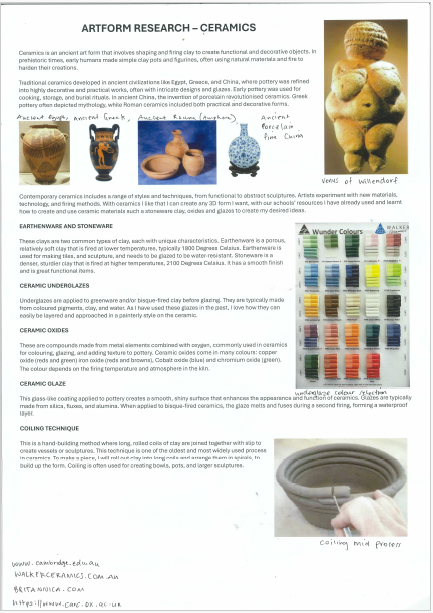 ARTFORM RESEARCH – CERAMICS
Ceramics is an ancient art form that involves shaping and firing clay to create functional and decorative objects. In
prehistoric times, early humans made simple clay pots and figurines, often using natural materials and fire to
harden their creations.
Traditional ceramics developed in ancient civilizations like Egypt, Greece, and China, where pottery was refined
into highly decorative and practical works, often with intricate designs and glazes. Early pottery was used for
cooking, storage, and burial rituals. In ancient China, the invention of porcelain revolutionised ceramics. Greek
pottery often depicted mythology, while Roman ceramics included both practical and decorative forms.
Ancient Egypt, Ancient Greek, Ancient Rome (Amphora) Ancient
Porcelain
fine China
Venus of Willendorf
Contemporary ceramics includes a range of styles and techniques, from functional to abstract sculptures. Artists experiment with new materials,
technology, and firing methods. With ceramics I like that I can create any 3D form I want, with our schools' resources I have already used and learnt
how to create and use ceramic materials such a stoneware clay, oxides and glazes to create my desired ideas.
EARTHENWARE AND STONEWARE
These clays are two common types of clay, each with unique characteristics. Earthenware is a porous,
relatively soft clay that is fired at lower temperatures, typically 1800 Degrees Celsius. Earthenware is
used for making tiles, and sculpture, and needs to be glazed to be water-resistant. Stoneware is a
denser, sturdier clay that is fired at higher temperatures, 2100 Degrees Celsius. It has a smooth finish
and is great functional items.
Wunder Colours
WALKER
CERAMIC UNDERGLAZES
Underglazes are applied to greenware and/or bisque-fired clay before glazing. They are typically made
from coloured pigments, clay, and water. As I have used these glazes in the past, I love how they can
easily be layered and approached in a painterly style on the ceramic.
CERAMIC OXIDES
These are compounds made from metal elements combined with oxygen, commonly used in ceramics
for colouring, glazing, and adding texture to pottery. Ceramic oxides come in many colours: copper
oxide (reds and green) iron oxide (reds and browns), Cobalt oxide (blue) and chromium oxide (green).
The colour depends on the firing temperature and atmosphere in the kiln.
underglaze colour selection
CERAMIC GLAZE
This glass-like coating applied to pottery creates a smooth, shiny surface that enhances the appearance and function of ceramics. Glazes are typically
made from silica, fluxes, and alumina. When applied to bisque-fired ceramics, the glaze melts and fuses during a second firing, forming a waterproof
layer.
COILING TECHNIQUE
This is a hand-building method where long, rolled coils of clay are joined together with slip to
create vessels or sculptures. This technique is one of the oldest and most widely used process
in ceramics. To make a piece, I will roll out clay into long coils and arrange them in spirals, to
build up the form. Coiling is often used for creating bowls, pots, and larger sculptures.
Coiling mid process
www.cambridge.edu.au
WALKERCERAMICS.COM.AU
BRITANNICA.COM